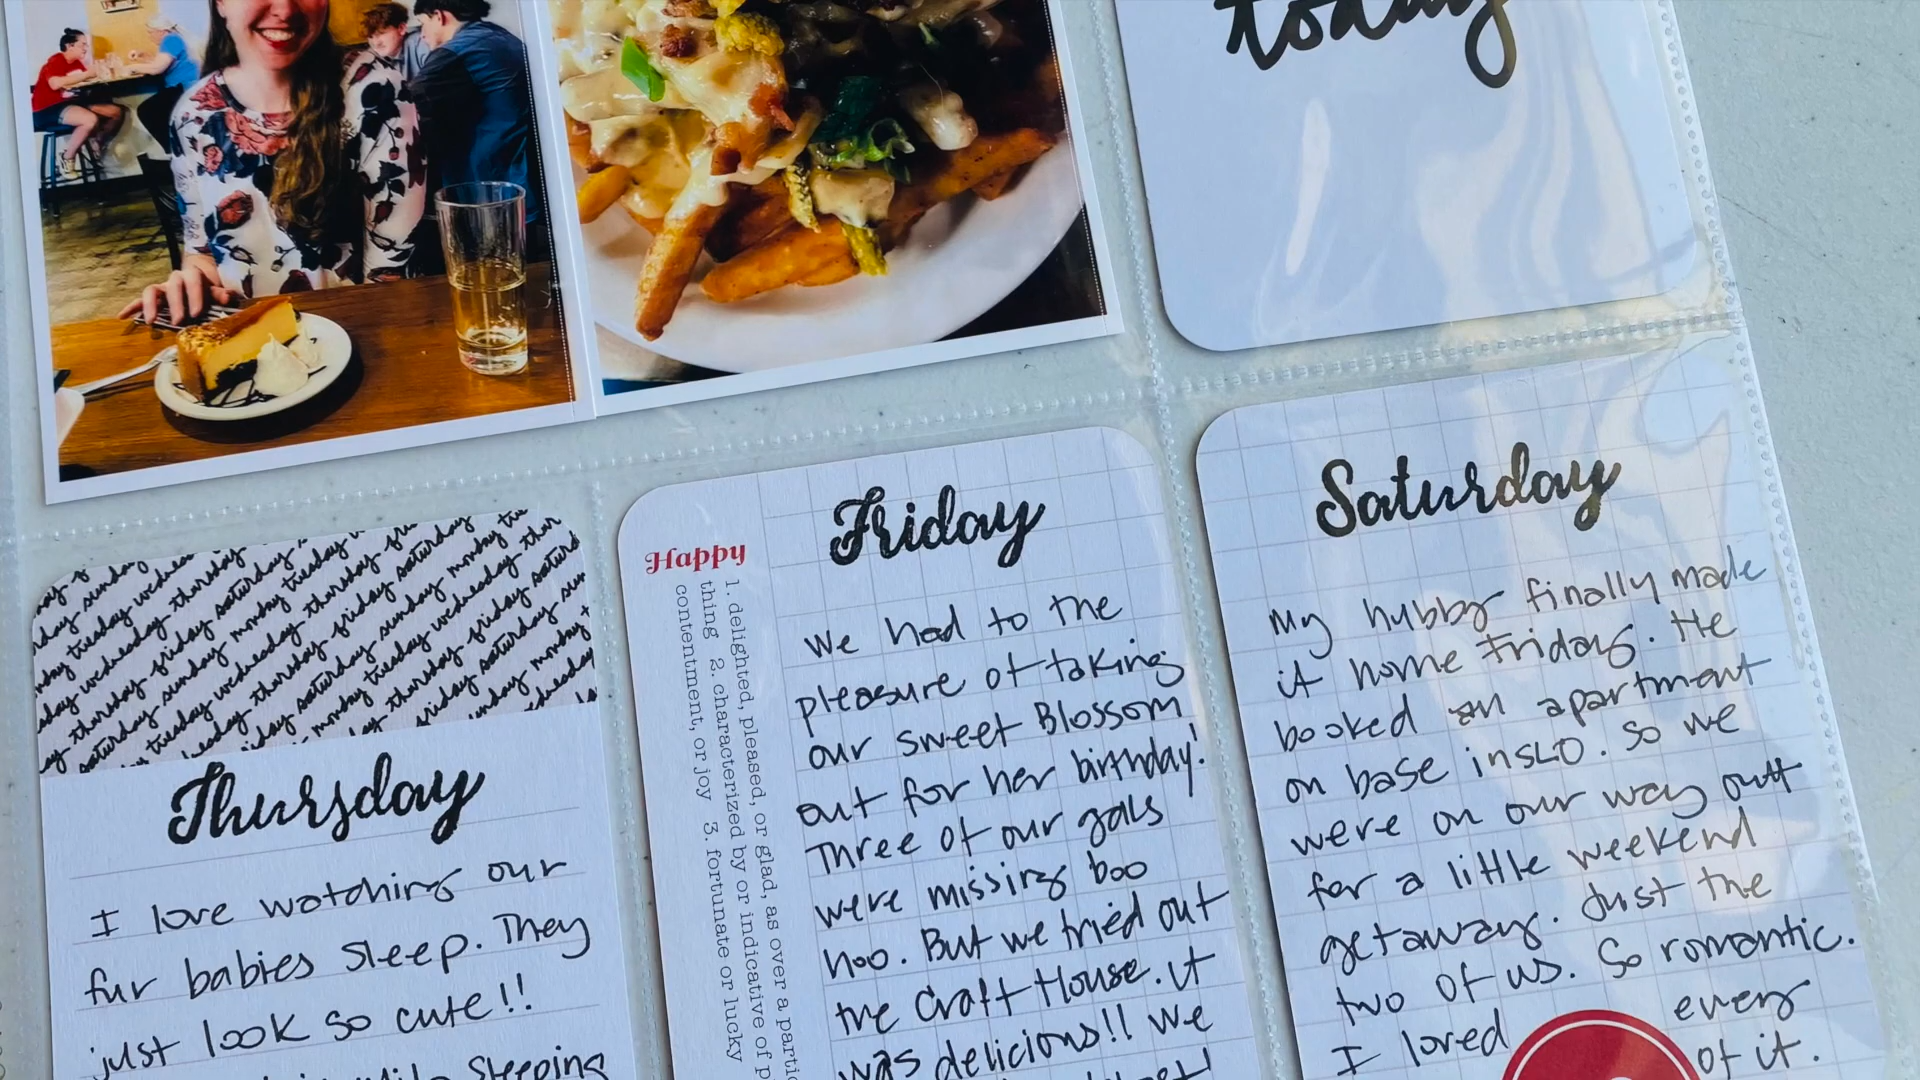 today
Thursday
I love watching our
fur babies sleep. They
just look so cute!!
sleeping
Happy
1. delighted, pleased, or glad, as over a
thing 2. characterized by or indicative of
contentment, or joy 3. fortunate or lucky
Friday
We had to the
pleasure of taking
our sweet Blossom
out for her birthday!
Three of our gals
were missing boo
hoo. But we tried out
the Craft House. It
was delicious!! We
Saturday
My hubby finally made
it home Friday. He
booked an apartment
on base in SLO. So we
were on our way outt
for a little weekend
getaway. Just the
two of us. So romantic.
I loved every
of it.